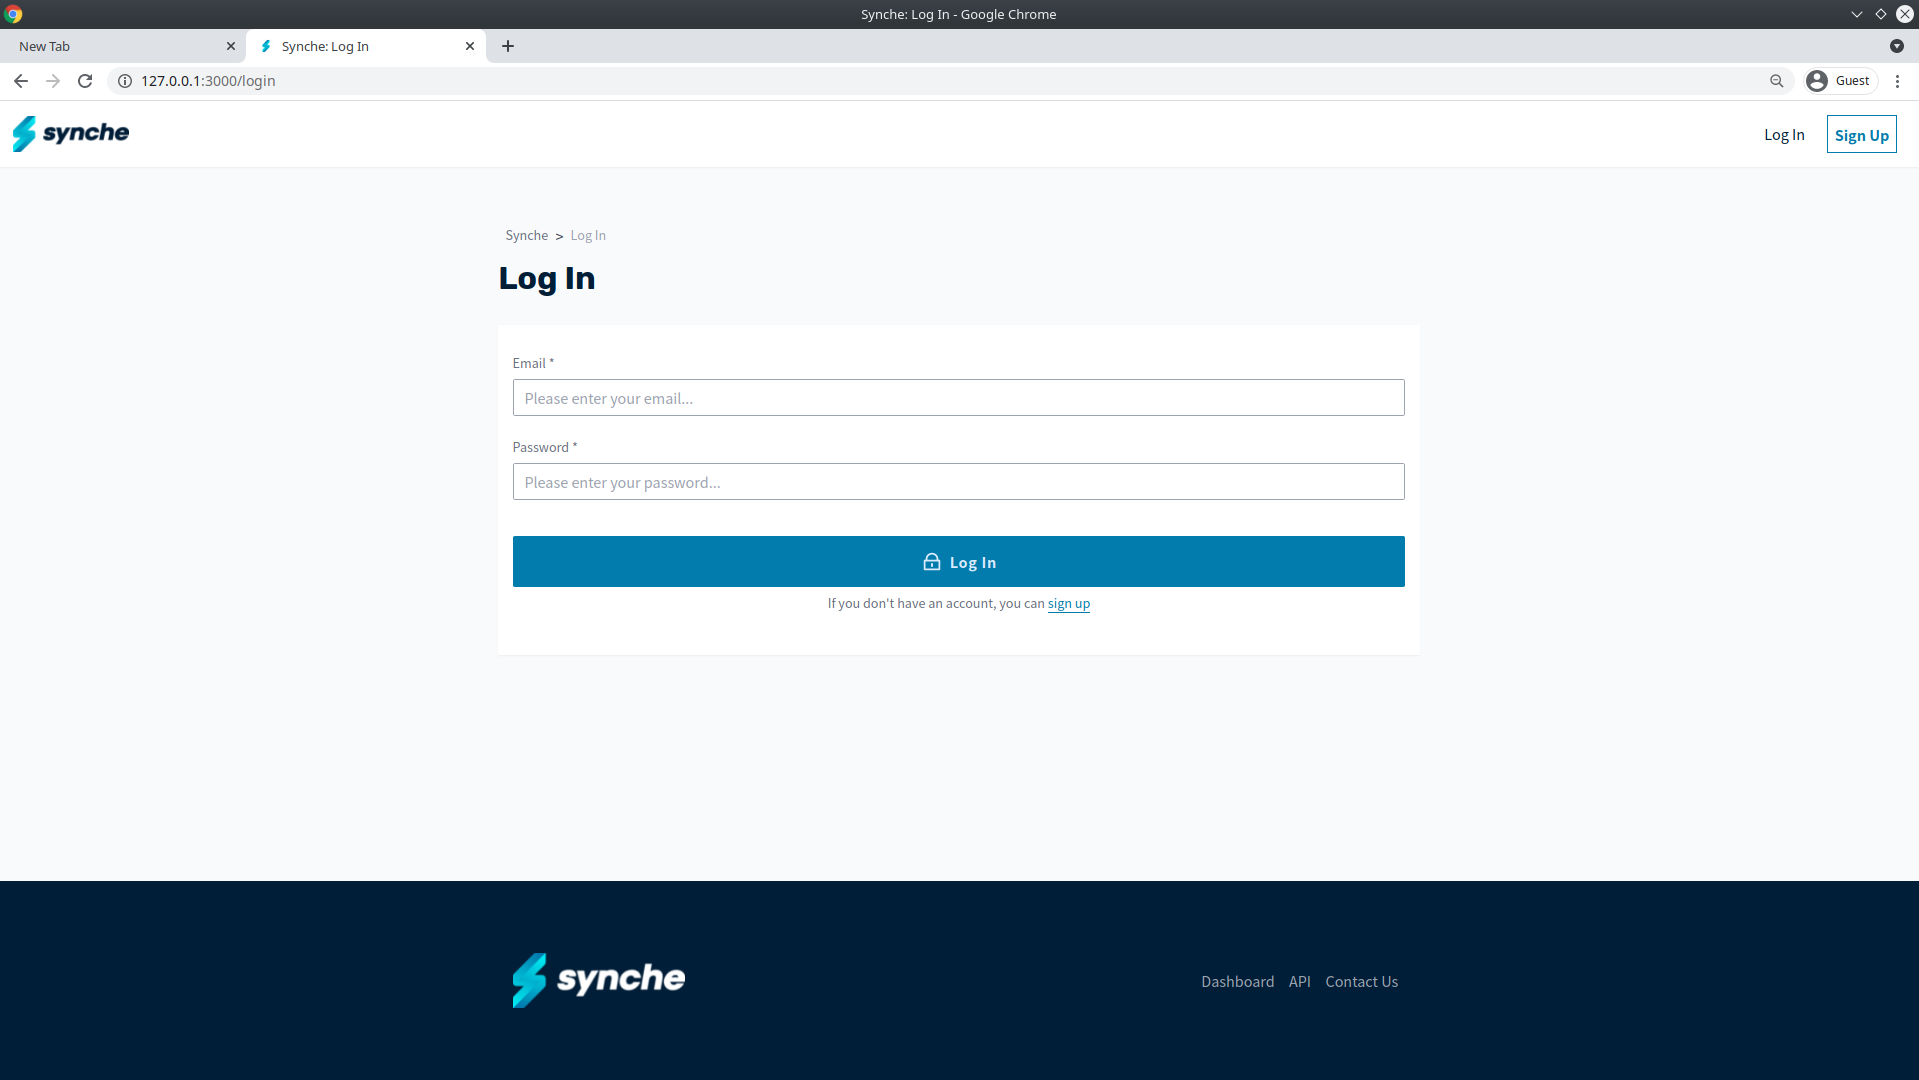 Synche: Log In - Google Chrome
New Tab
Synche: Log In
127.0.0.1:3000/login
Guest
synche
Log In
Sign Up
Synche > Log In
Log In
Email *
Please enter your email...
Password *
Please enter your password...
Log In
If you don't have an account, you can sign up
synche
Dashboard API Contact Us